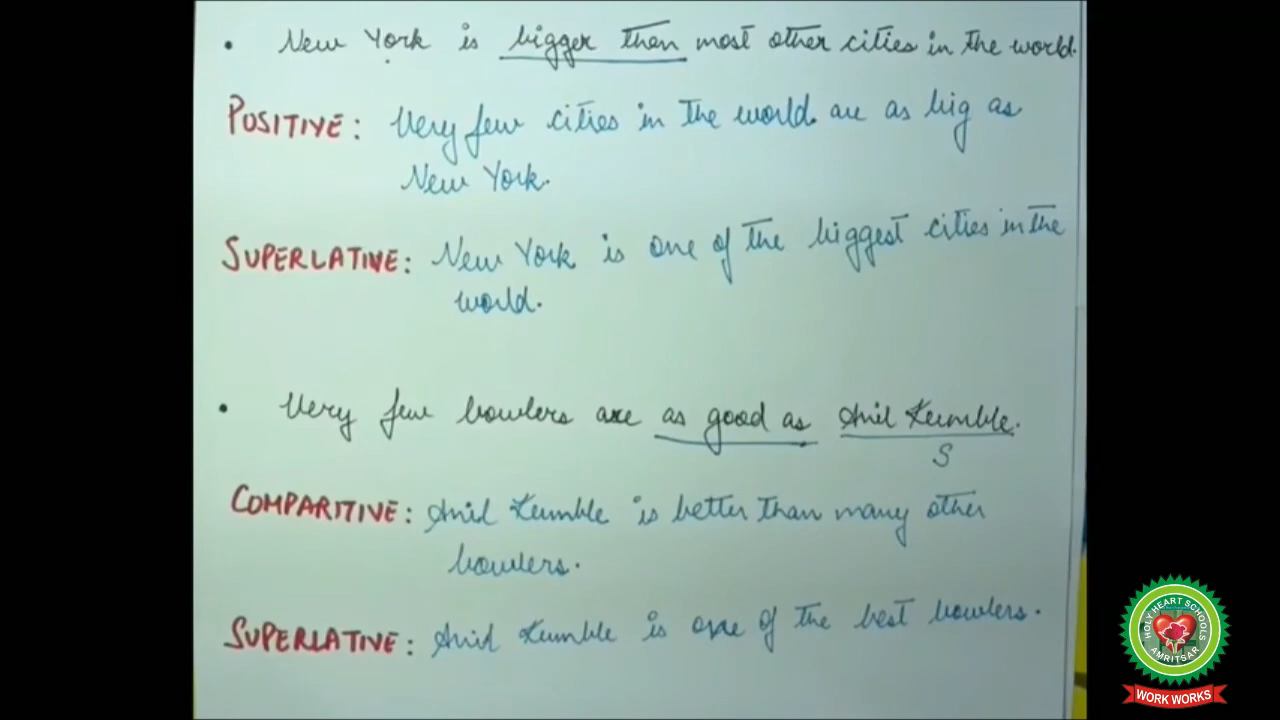 • New York is bigger than most other cities in the world.
POSITIVE: Very few cities in the world are as big as
New York.
SUPERLATIVE: New York is one of the biggest cities in the
world.
• Very few bowlers are as good as Anil Kumble.
S
COMPARITIVE: Anil Kumble is better than many other
bowlers.
SUPERLATIVE: Anil Kumble is one of the best bowlers.
HOLY HEART SCHOOLS
AMRITSAR
WORK WORKS